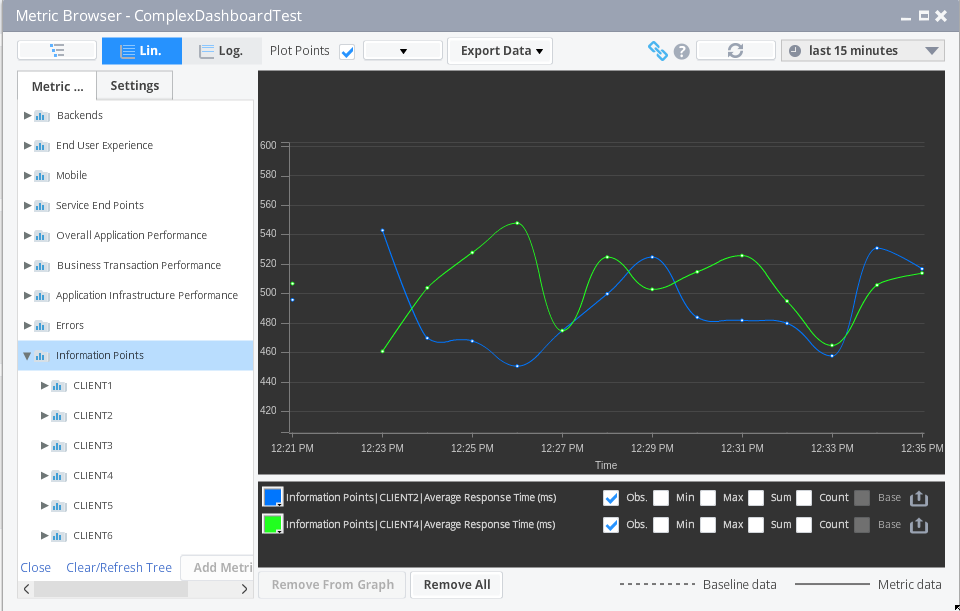 Metric Browser - ComplexDashboardTest
Lin.
Log.
Plot Points
Export Data
?
last 15 minutes
Metric ...
Settings
Backends
End User Experience
Mobile
Service End Points
Overall Application Performance
Business Transaction Performance
Application Infrastructure Performance
Errors
Information Points
CLIENT1
CLIENT2
CLIENT3
CLIENT4
CLIENT5
CLIENT6
Close
Clear/Refresh Tree
Add Metri
600
580
560
540
520
500
480
460
440
420
12:21 PM 12:23 PM 12:25 PM 12:27 PM 12:29 PM 12:31 PM 12:33 PM 12:35 PM
Time
Information Points|CLIENT2|Average Response Time (ms) Obs. Min Max Sum Count Base
Information Points|CLIENT4|Average Response Time (ms) Obs. Min Max Sum Count Base
Remove From Graph
Remove All
Baseline data
Metric data